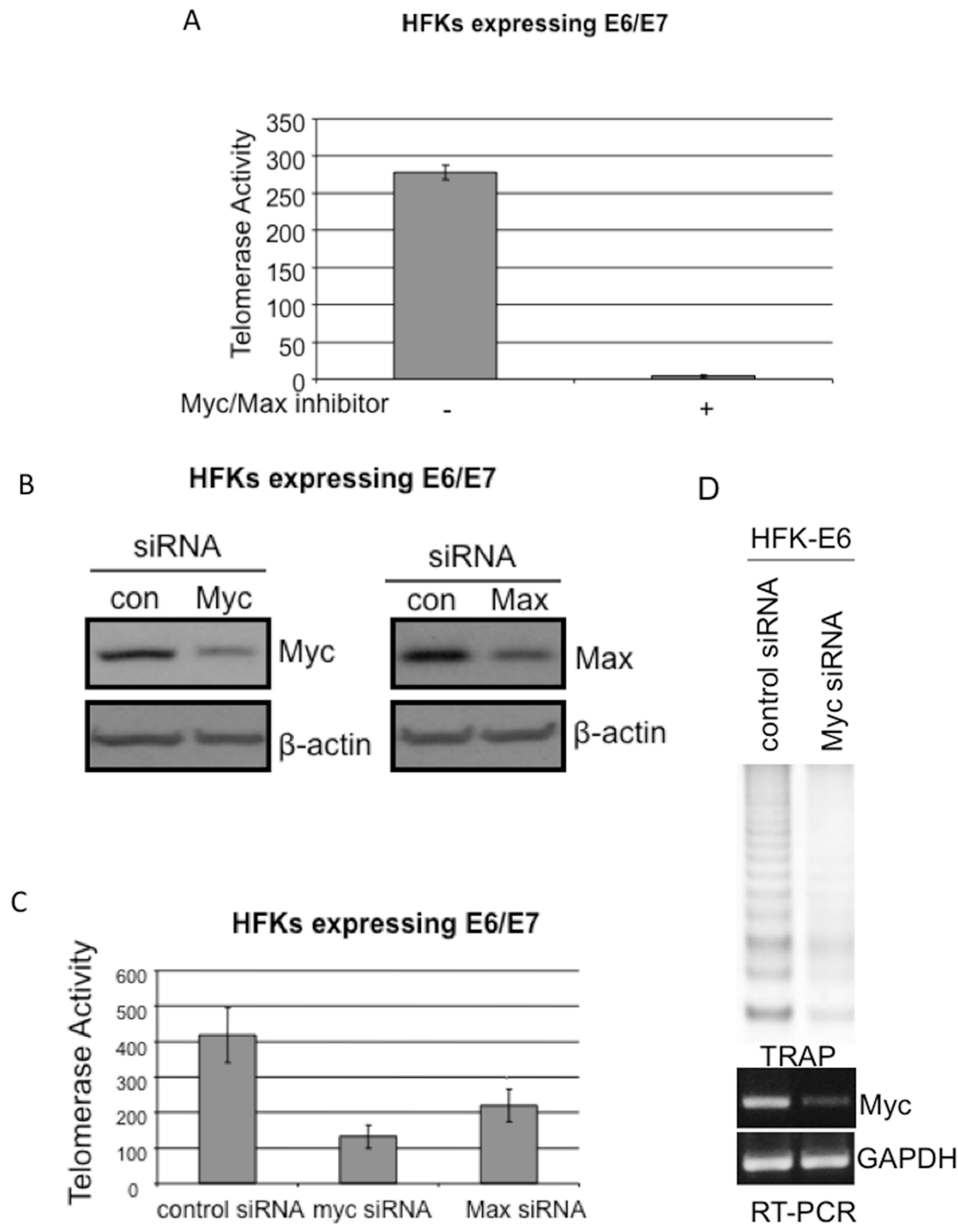 A
HFKs expressing E6/E7
Telomerase Activity
350
300
250
200
150
100
50
0
Myc/Max inhibitor - +
B
HFKs expressing E6/E7
siRNA
con Myc
Myc
β-actin
siRNA
con Max
Max
β-actin
C
HFKs expressing E6/E7
Telomerase Activity
600
500
400
300
200
100
0
control siRNA myc siRNA Max siRNA
D
HFK-E6
control siRNA
Myc siRNA
TRAP
Myc
GAPDH
RT-PCR